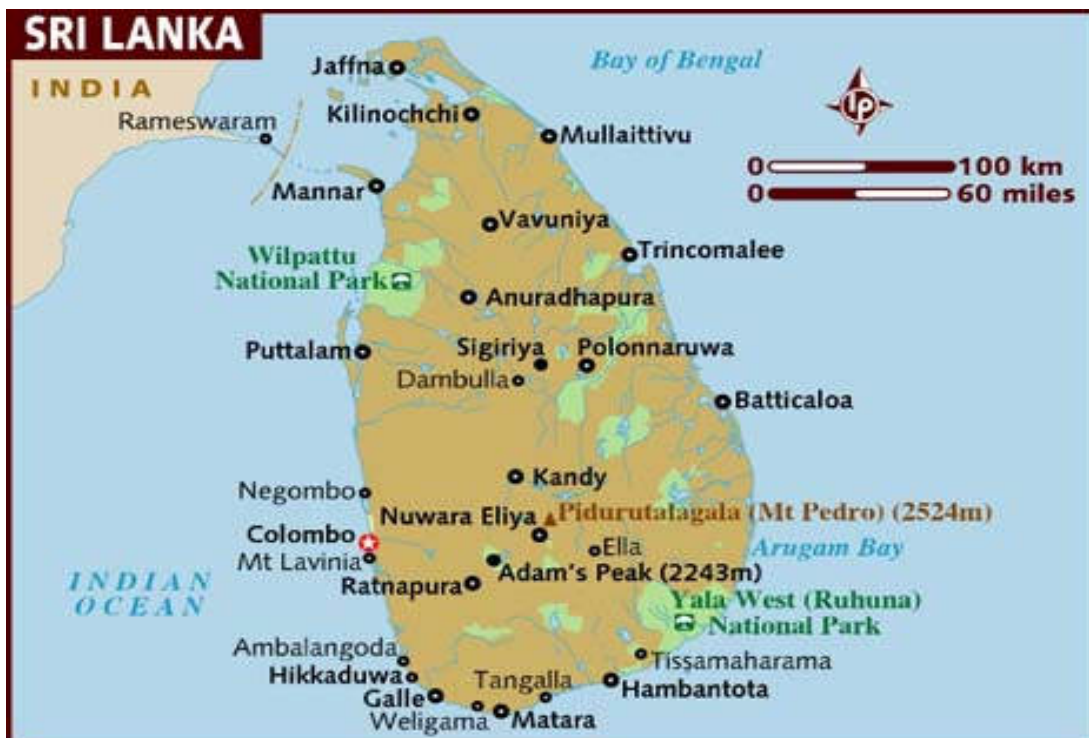 SRI LANKA
INDIA
Rameswaram
Jaffna
Bay of Bengal
Kilinochchi
Mullaittivu
LP
0 100 km
0 60 miles
Mannar
Vavuniya
Trincomalee
Wilpattu
National Park
Anuradhapura
Puttalam
Sigiriya
Polonnaruwa
Dambulla
Batticaloa
Kandy
Negombo
Nuwara Eliya
Pidurutalagala (Mt Pedro) (2524m)
Colombo
Ella
Arugam Bay
Mt Lavinia
Adam's Peak (2243m)
INDIAN
OCEAN
Ratnapura
Yala West (Ruhuna)
National Park
Ambalangoda
Tissamaharama
Hikkaduwa
Tangalla
Hambantota
Galle
Weligama
Matara